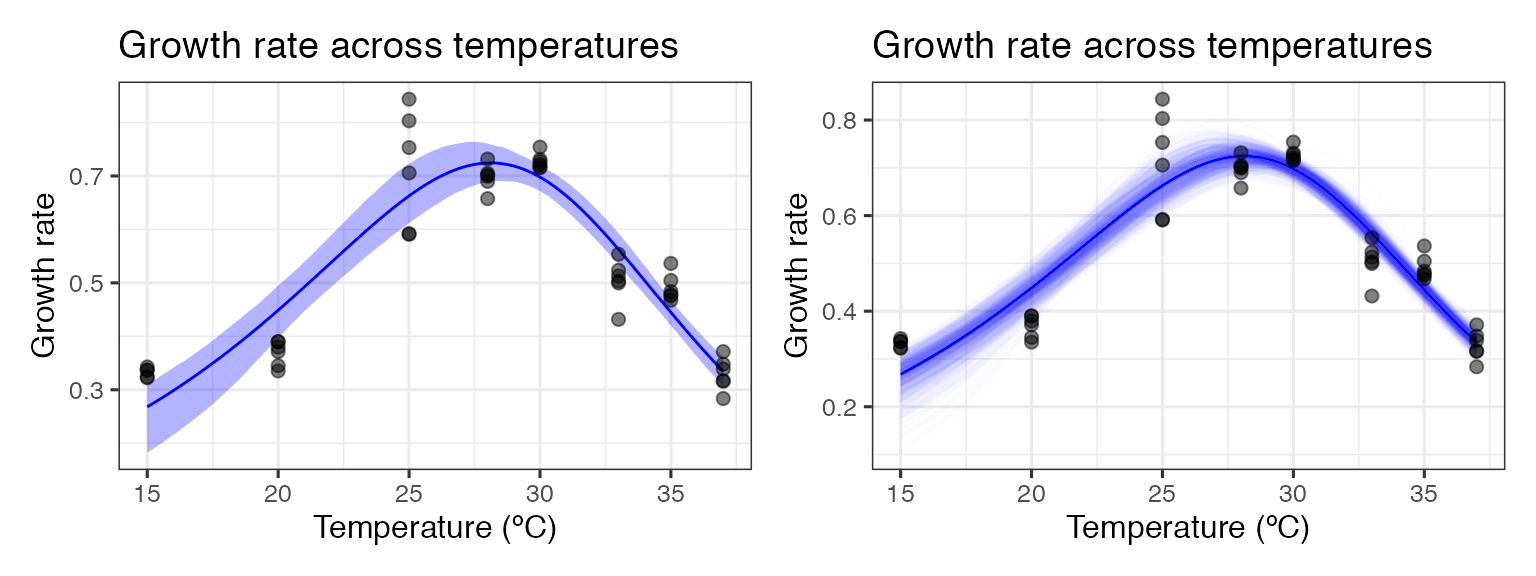 Growth rate across temperatures
Growth rate
0.7
0.5
0.3
15 20 25 30 35
Temperature (ºC)
Growth rate across temperatures
Growth rate
0.8
0.6
0.4
0.2
15 20 25 30 35
Temperature (ºC)